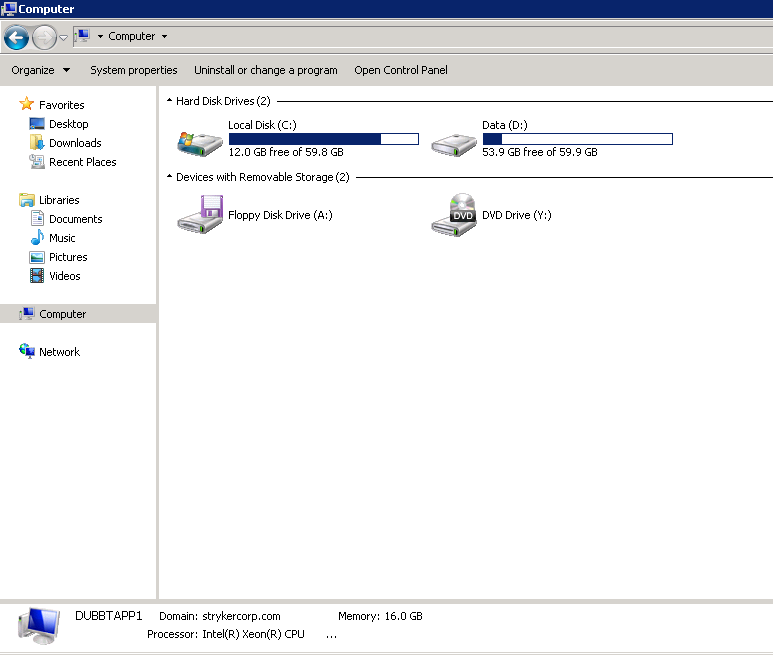 Computer
Computer
Organize System properties Uninstall or change a program Open Control Panel
Favorites
Desktop
Downloads
Recent Places
Libraries
Documents
Music
Pictures
Videos
Computer
Network
Hard Disk Drives (2)
Local Disk (C:)
12.0 GB free of 59.8 GB
Data (D:)
53.9 GB free of 59.9 GB
Devices with Removable Storage (2)
Floppy Disk Drive (A:)
DVD
DVD Drive (Y:)
DUBBTAPP1 Domain: strykercorp.com Memory: 16.0 GB
Processor: Intel(R) Xeon(R) CPU ...